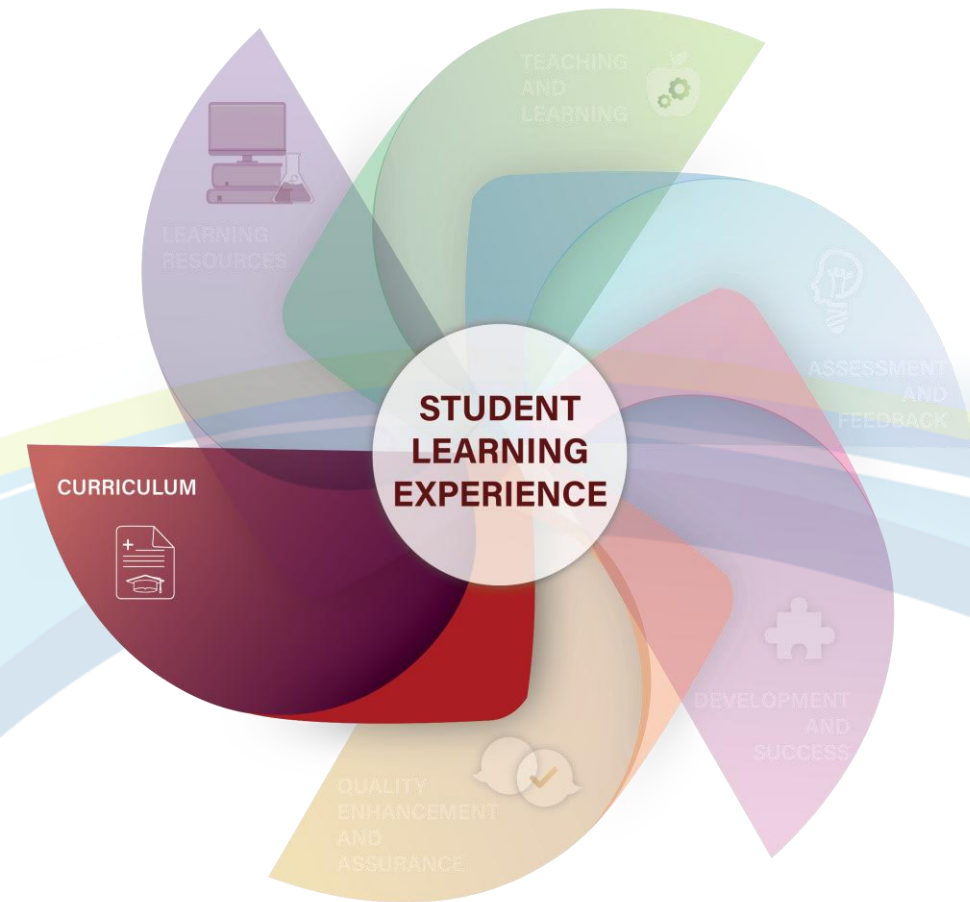 TEACHING
AND
LEARNING
LEARNING
RESOURCES
ASSESSMENT
AND
FEEDBACK
STUDENT
LEARNING
EXPERIENCE
CURRICULUM
DEVELOPMENT
AND
SUCCESS
QUALITY
ENHANCEMENT
AND
ASSURANCE